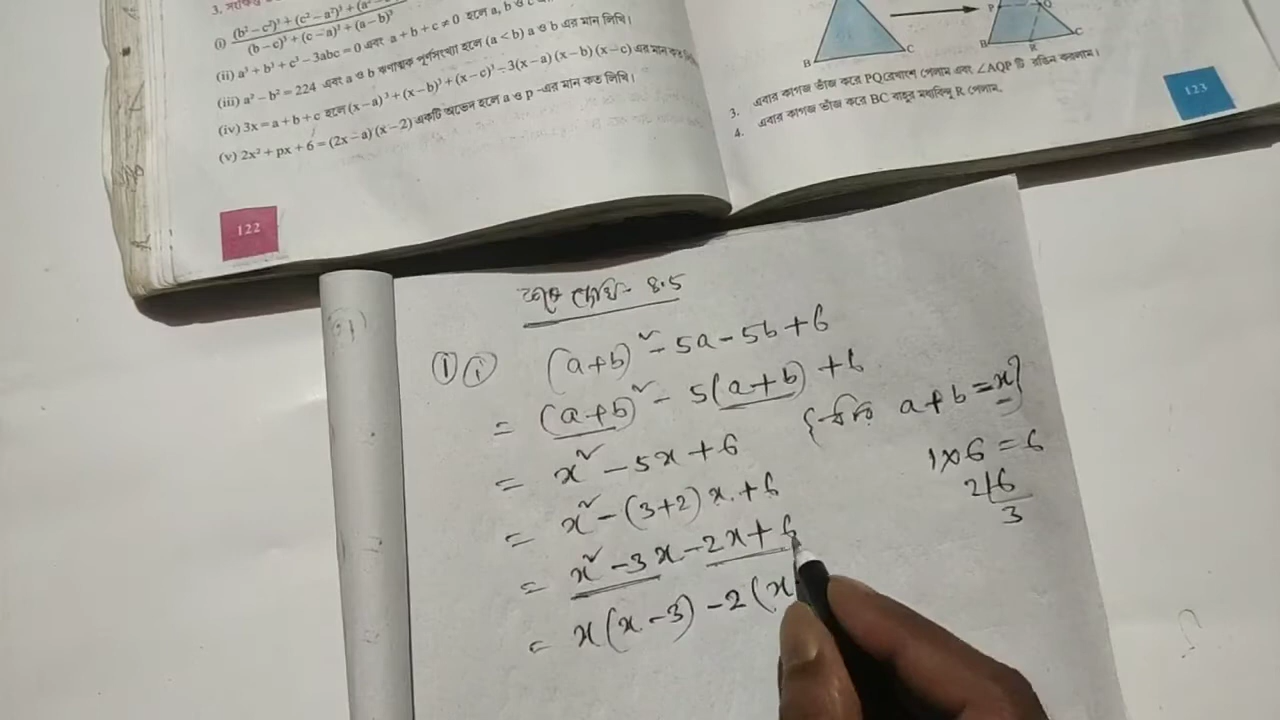 (b²−c²)³+(c²−a²)³+(a²
(b−c)³+(c−a)³+(a−b)³
(ii) a³+b³+c³−3abc=0 এবং a+b+c≠0 হলে a, b ও c
(iii) a²−b²=224 এবং a ও b ঋণাত্মক পূর্ণসংখ্যা হলে (a<b) a ও b এর মান লিখি।
(iv) 3x=a+b+c হলে (x−a)³+(x−b)³+(x−c)³−3(x−a)(x−b)(x−c) এর মান কত লিখি
(v) 2x²+px+6=(2x−a)(x−2) একটি অভেদ হলে a ও p -এর মান কত লিখি।
122
P
Q
B
C
B
R
C
3. এবার কাগজ ভাঁজ করে PQ রেখাংশ পেলাম এবং ∠AQP টি রঙিন করলাম।
4. এবার কাগজ ভাঁজ করে BC বাহুর মধ্যবিন্দু R পেলাম.
123
কষে দেখি- 8.5
① ⓘ (a+b)² - 5a - 5b + 6
= (a+b)² - 5(a+b) + 6
{ধরি a+b = x}
= x² - 5x + 6
1×6 = 6
= x² - (3+2)x + 6
2|6
3
= x² - 3x - 2x + 6
= x(x-3) - 2(x